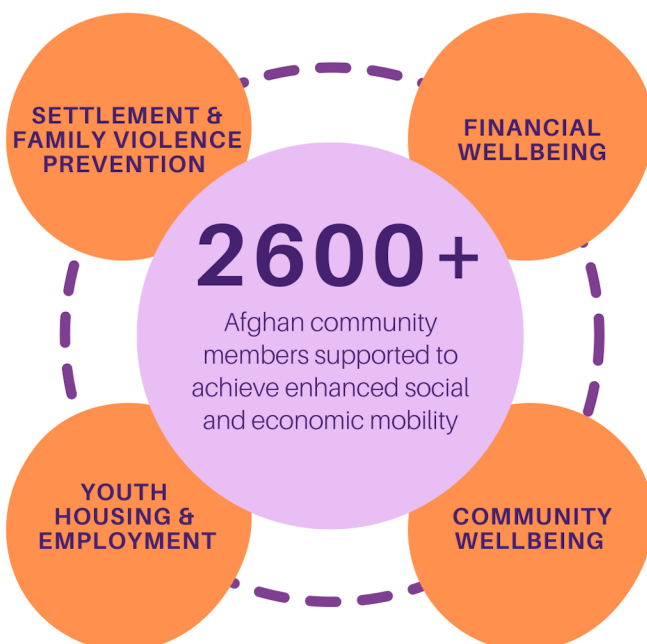 SETTLEMENT &
FAMILY VIOLENCE
PREVENTION
FINANCIAL
WELLBEING
2600+
Afghan community
members supported to
achieve enhanced social
and economic mobility
YOUTH
HOUSING &
EMPLOYMENT
COMMUNITY
WELLBEING